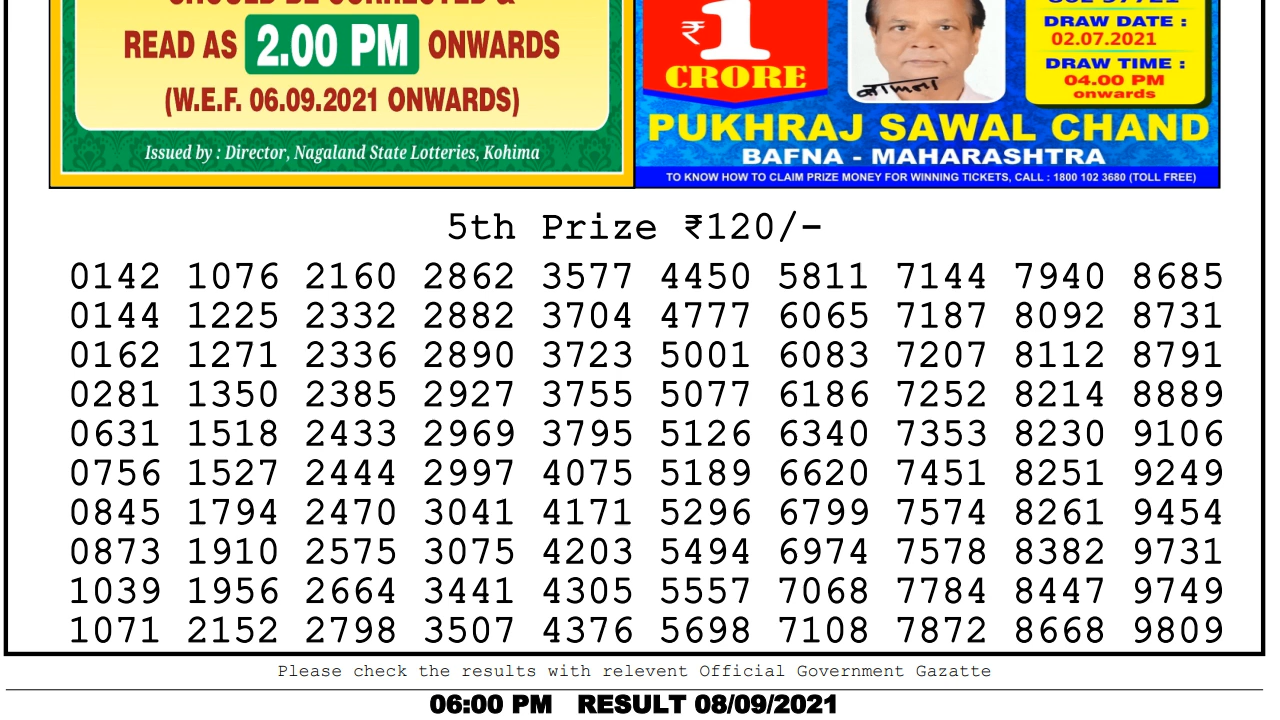 SHOULD BE CORRECTED &
READ AS 2.00 PM ONWARDS
(W.E.F. 06.09.2021 ONWARDS)
Issued by : Director, Nagaland State Lotteries, Kohima
₹1
CRORE
DRAW DATE :
02.07.2021
DRAW TIME :
04.00 PM
onwards
PUKHRAJ SAWAL CHAND
BAFNA - MAHARASHTRA
TO KNOW HOW TO CLAIM PRIZE MONEY FOR WINNING TICKETS, CALL : 1800 102 3680 (TOLL FREE)
5th Prize ₹120/-
0142 1076 2160 2862 3577 4450 5811 7144 7940 8685
0144 1225 2332 2882 3704 4777 6065 7187 8092 8731
0162 1271 2336 2890 3723 5001 6083 7207 8112 8791
0281 1350 2385 2927 3755 5077 6186 7252 8214 8889
0631 1518 2433 2969 3795 5126 6340 7353 8230 9106
0756 1527 2444 2997 4075 5189 6620 7451 8251 9249
0845 1794 2470 3041 4171 5296 6799 7574 8261 9454
0873 1910 2575 3075 4203 5494 6974 7578 8382 9731
1039 1956 2664 3441 4305 5557 7068 7784 8447 9749
1071 2152 2798 3507 4376 5698 7108 7872 8668 9809
Please check the results with relevent Official Government Gazatte
06:00 PM RESULT 08/09/2021